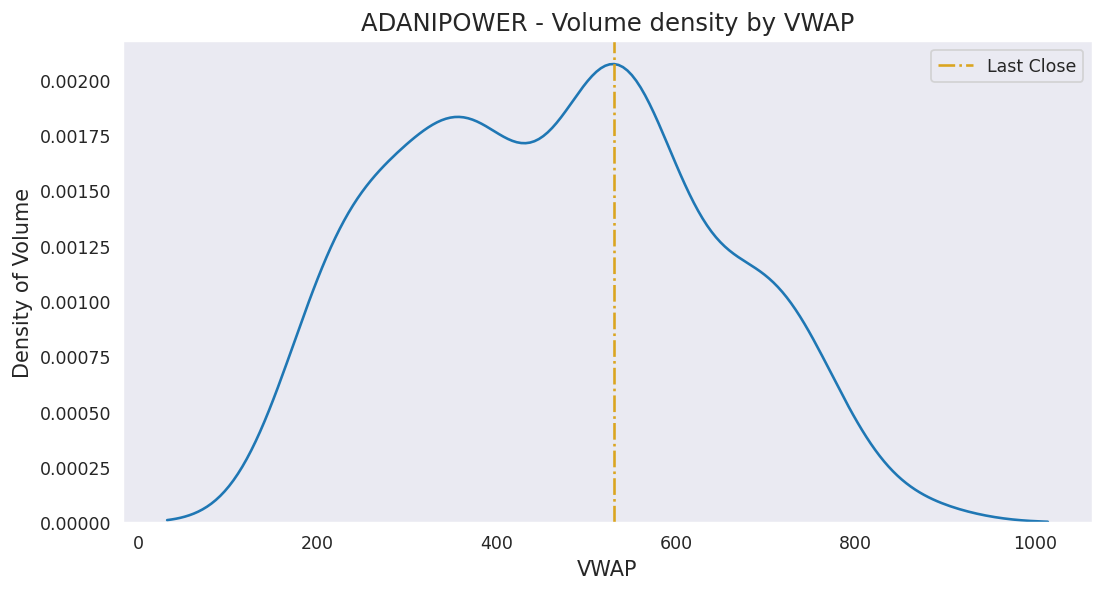 ADANIPOWER - Volume density by VWAP
Last Close
Density of Volume
0.00200
0.00175
0.00150
0.00125
0.00100
0.00075
0.00050
0.00025
0.00000
0 200 400 600 800 1000
VWAP